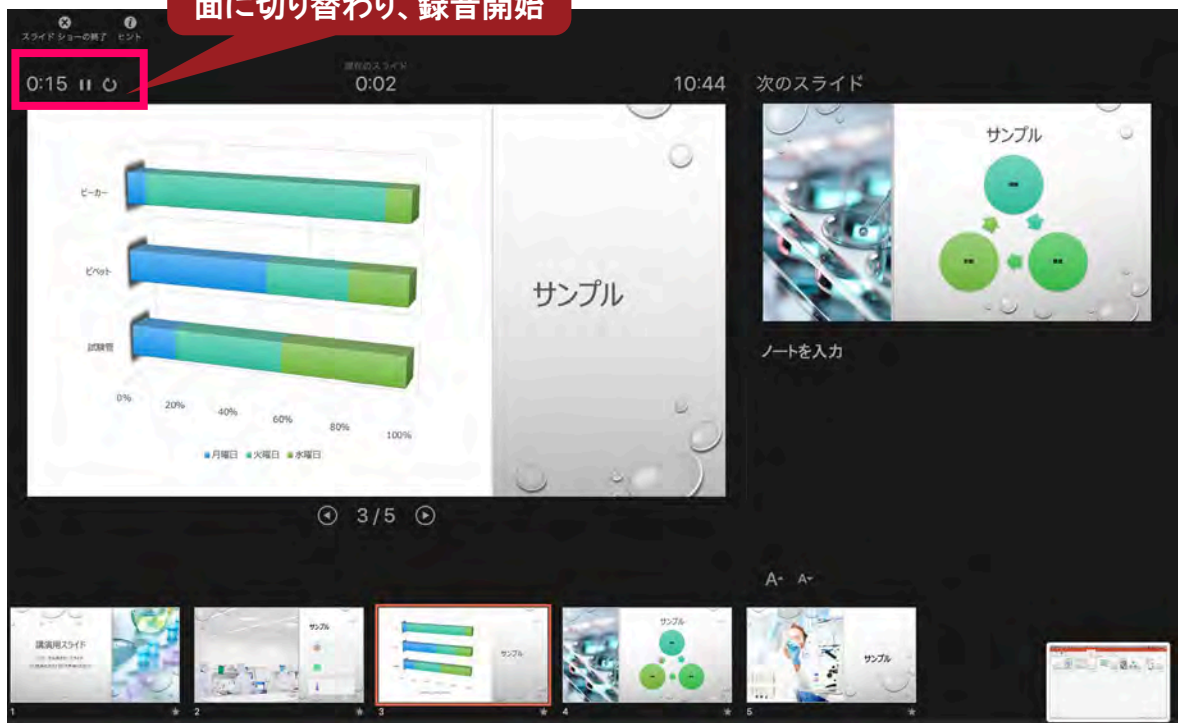 面に切り替わり、録音開始
スライド ショーの終了 ヒント
現在のスライド
0:15
0:02
10:44
次のスライド
ビーカー
ピペット
試験管
0%
20%
40%
60%
80%
100%
月曜日 火曜日 水曜日
サンプル
サンプル
ノートを入力
3/5
A A
講演用スライド
サンプル
サンプル
サンプル
サンプル
1 2 3 4 5